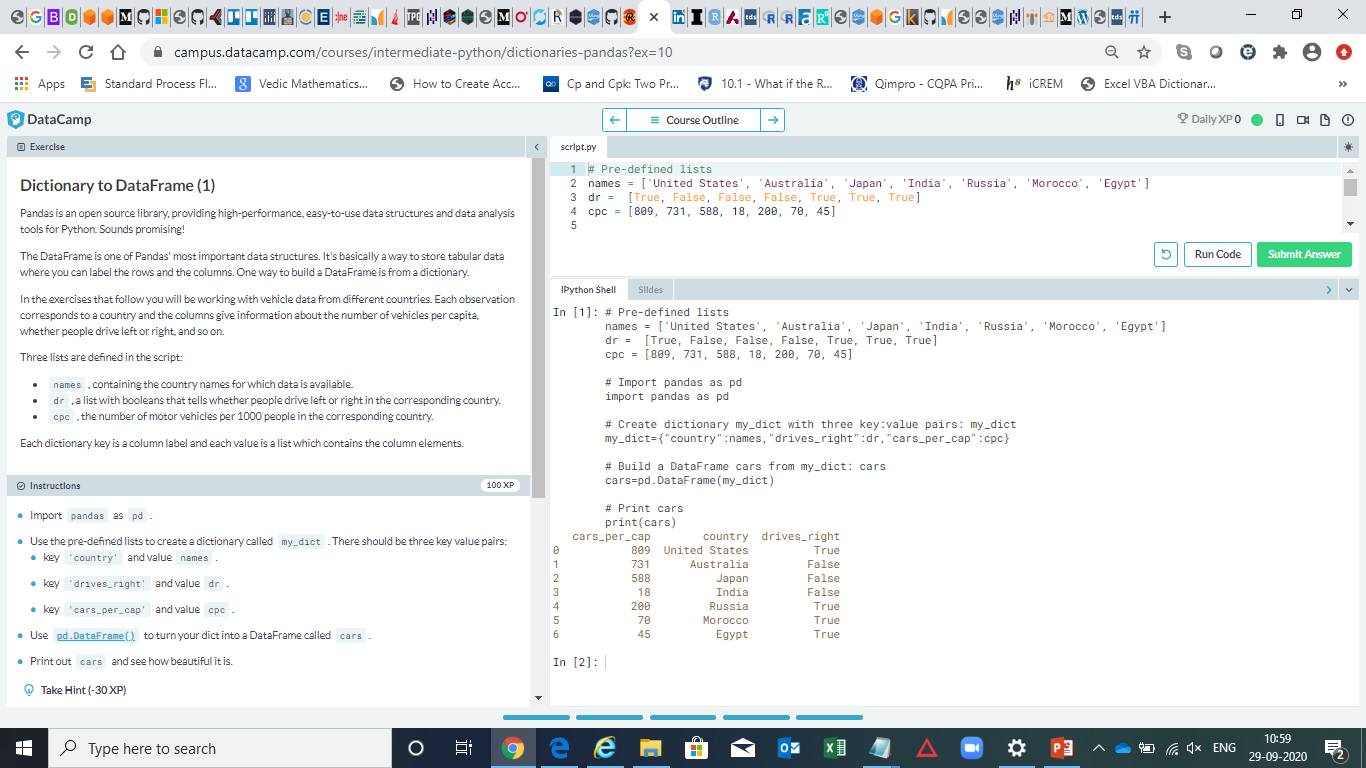 campus.datacamp.com/courses/intermediate-python/dictionaries-pandas?ex=10
Apps
Standard Process Fl...
Vedic Mathematics...
How to Create Acc...
Cp and Cpk: Two Pr...
10.1 - What if the R...
Qimpro - CQPA Pri...
iCREM
Excel VBA Dictionar...
»
DataCamp
Course Outline
Daily XP 0
Exercise
Dictionary to DataFrame (1)
Pandas is an open source library, providing high-performance, easy-to-use data structures and data analysis
tools for Python. Sounds promising!
The DataFrame is one of Pandas' most important data structures. It's basically a way to store tabular data
where you can label the rows and the columns. One way to build a DataFrame is from a dictionary.
In the exercises that follow you will be working with vehicle data from different countries. Each observation
corresponds to a country and the columns give information about the number of vehicles per capita,
whether people drive left or right, and so on.
Three lists are defined in the script:
• names , containing the country names for which data is available.
• dr , a list with booleans that tells whether people drive left or right in the corresponding country.
• cpc , the number of motor vehicles per 1000 people in the corresponding country.
Each dictionary key is a column label and each value is a list which contains the column elements.
Instructions
100 XP
• Import pandas as pd .
• Use the pre-defined lists to create a dictionary called my_dict . There should be three key value pairs:
• key 'country' and value names .
• key 'drives_right' and value dr .
• key 'cars_per_cap' and value cpc .
• Use pd.DataFrame() to turn your dict into a DataFrame called cars .
• Print out cars and see how beautiful it is.
Take Hint (-30 XP)
script.py
1 # Pre-defined lists
2 names = ['United States', 'Australia', 'Japan', 'India', 'Russia', 'Morocco', 'Egypt']
3 dr =  [True, False, False, False, True, True, True]
4 cpc = [809, 731, 588, 18, 200, 70, 45]
5
Run Code
Submit Answer
IPython Shell
Slides
In [1]: # Pre-defined lists
names = ['United States', 'Australia', 'Japan', 'India', 'Russia', 'Morocco', 'Egypt']
dr =  [True, False, False, False, True, True, True]
cpc = [809, 731, 588, 18, 200, 70, 45]
# Import pandas as pd
import pandas as pd
# Create dictionary my_dict with three key:value pairs: my_dict
my_dict={"country":names,"drives_right":dr,"cars_per_cap":cpc}
# Build a DataFrame cars from my_dict: cars
cars=pd.DataFrame(my_dict)
# Print cars
print(cars)
cars_per_cap country drives_right
0 809 United States True
1 731 Australia False
2 588 Japan False
3 18 India False
4 200 Russia True
5 70 Morocco True
6 45 Egypt True
In [2]:
Type here to search
ENG
10:59
29-09-2020
2